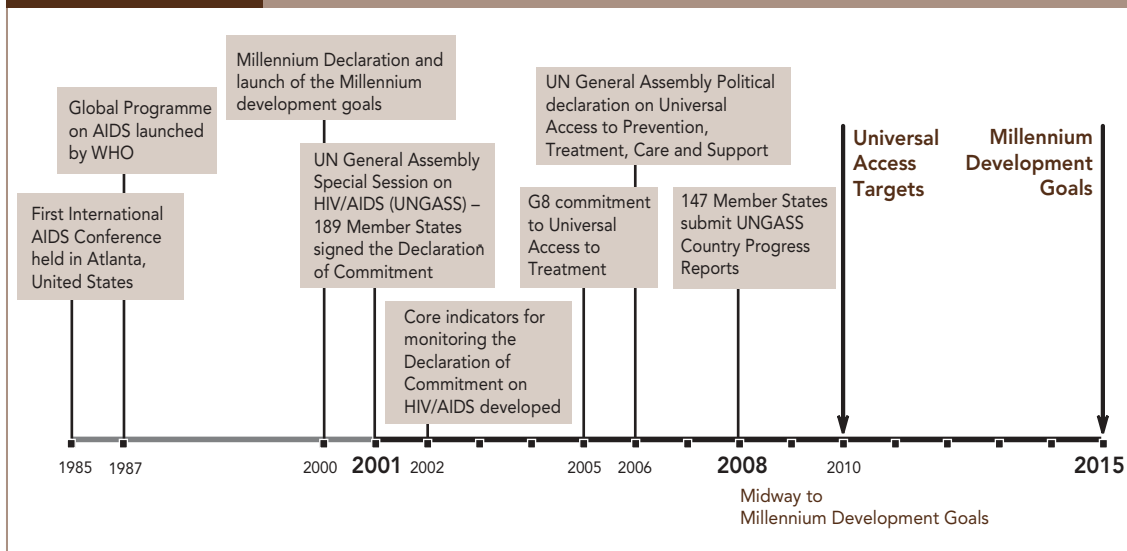 Millennium Declaration and
launch of the Millennium
development goals
Global Programme
on AIDS launched
by WHO
First International
AIDS Conference
held in Atlanta,
United States
UN General Assembly
Special Session on
HIV/AIDS (UNGASS) –
189 Member States
signed the Declaration
of Commitment
Core indicators for
monitoring the
Declaration of
Commitment on
HIV/AIDS developed
UN General Assembly Political
declaration on Universal
Access to Prevention,
Treatment, Care and Support
G8 commitment
to Universal
Access to
Treatment
147 Member States
submit UNGASS
Country Progress
Reports
Universal
Access
Targets
Millennium
Development
Goals
1985 1987 2000 2001 2002 2005 2006 2008 2010 2015
Midway to
Millennium Development Goals